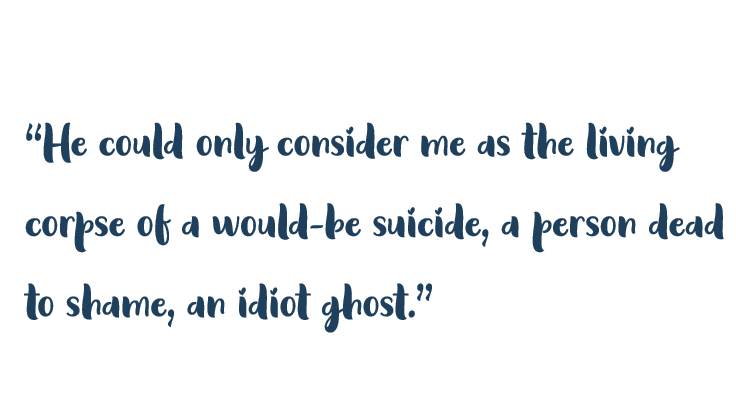 “He could only consider me as the living
corpse of a would-be suicide, a person dead
to shame, an idiot ghost.”